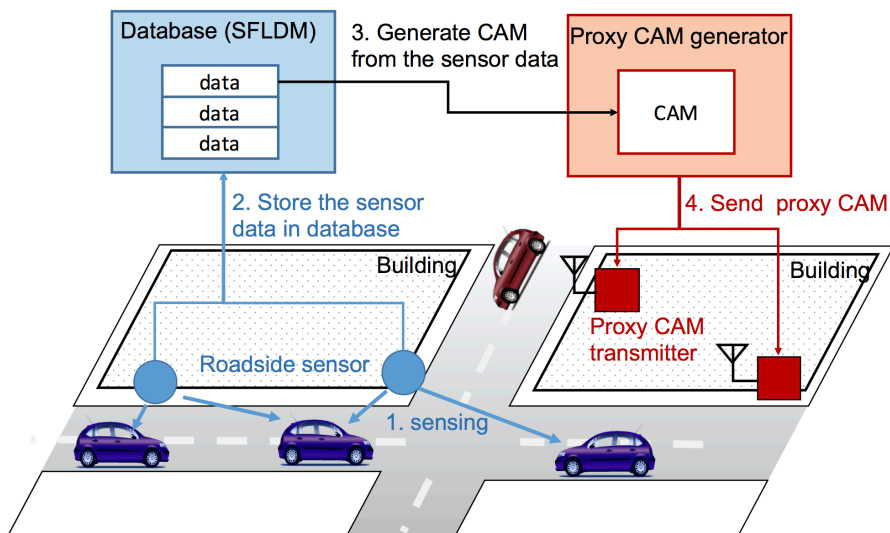 Database (SFLDM)
data
data
data
3. Generate CAM
from the sensor data
Proxy CAM generator
CAM
2. Store the sensor
data in database
4. Send proxy CAM
Building
Building
Proxy CAM
transmitter
Roadside sensor
1. sensing